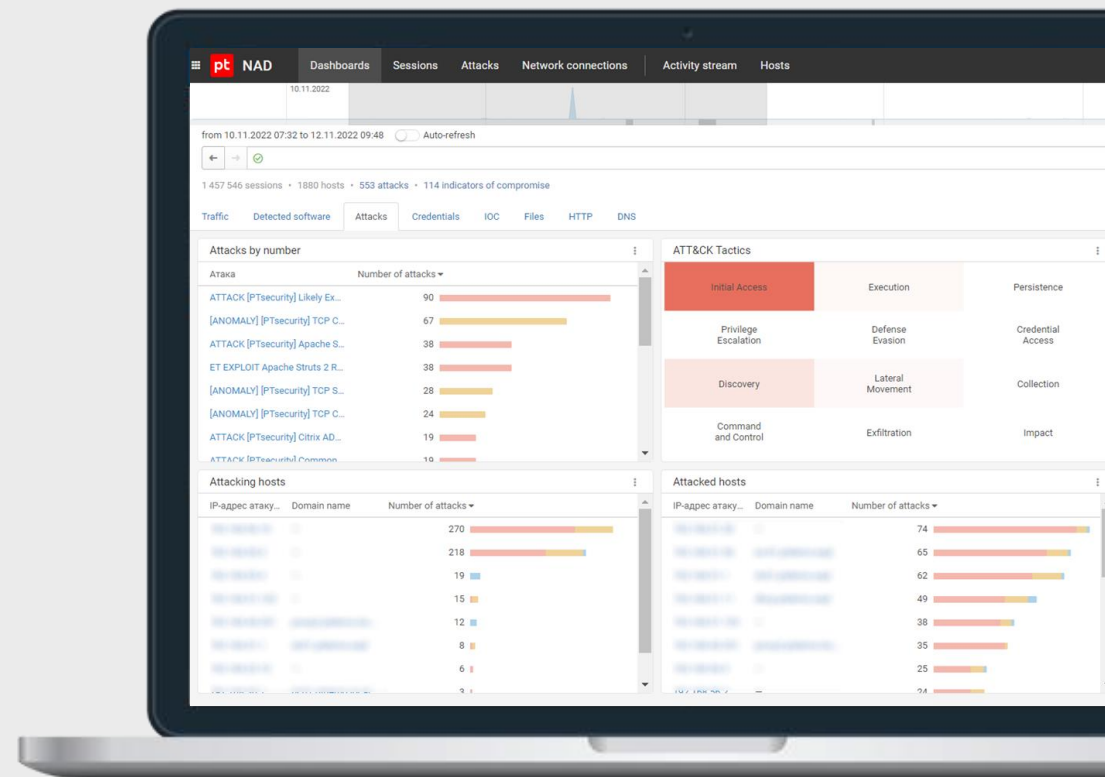 pt NAD Dashboards Sessions Attacks Network connections Activity stream Hosts
10.11.2022
from 10.11.2022 07:32 to 12.11.2022 09:48 Auto-refresh
1 457 546 sessions • 1880 hosts • 553 attacks • 114 indicators of compromise
Traffic Detected software Attacks Credentials IOC Files HTTP DNS
Attacks by number
Атака Number of attacks
ATTACK [PTsecurity] Likely Ex... 90
[ANOMALY] [PTsecurity] TCP C... 67
ATTACK [PTsecurity] Apache S... 38
ET EXPLOIT Apache Struts 2 R... 38
[ANOMALY] [PTsecurity] TCP S... 28
[ANOMALY] [PTsecurity] TCP C... 24
ATTACK [PTsecurity] Citrix AD... 19
ATTACK [PTsecurity] Common 19
ATT&CK Tactics
Initial Access Execution Persistence
Privilege
Escalation
Defense
Evasion
Credential
Access
Discovery
Lateral
Movement
Collection
Command
and Control
Exfiltration
Impact
Attacking hosts
IP-адрес атаку... Domain name Number of attacks
270
218
19
15
12
8
6
3
Attacked hosts
IP-адрес атаку... Domain name Number of attacks
74
65
62
49
38
35
25
24